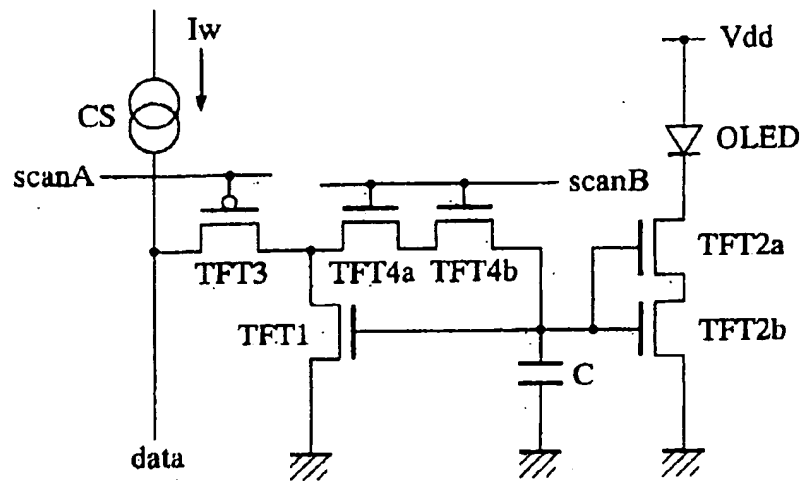 Iw
Vdd
CS
OLED
scanA
scanB
TFT3
TFT4a
TFT4b
TFT2a
TFT1
TFT2b
C
data